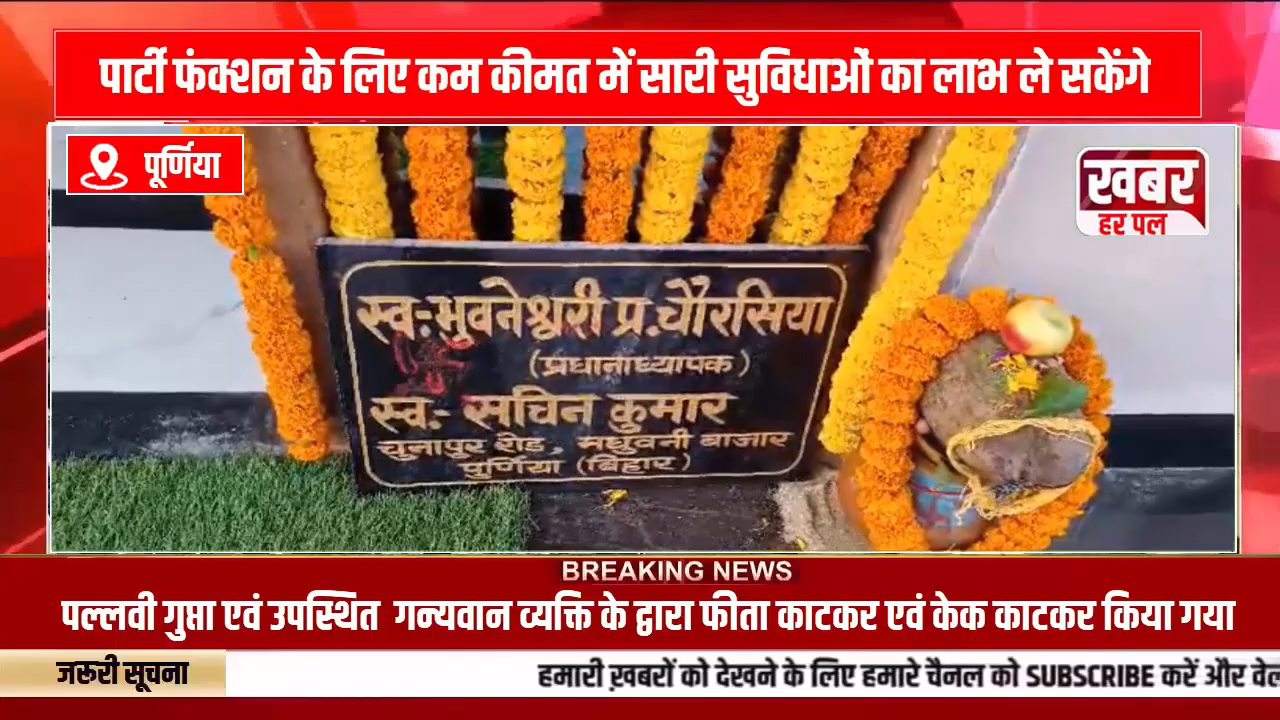 पार्टी फंक्शन के लिए कम कीमत में सारी सुविधाओं का लाभ ले सकेंगे
पूर्णिया
खबर
हर पल
स्व:-भुवनेश्वरी प्र.चौरसिया
(प्रधानाध्यापक)
स्व:- सचिन कुमार
चुनापुर रोड, मधुवनी बाजार
पुर्णिया (बिहार)
BREAKING NEWS
पल्लवी गुप्ता एवं उपस्थित गन्यवान व्यक्ति के द्वारा फीता काटकर एवं केक काटकर किया गया
जरूरी सूचना
हमारी ख़बरों को देखने के लिए हमारे चैनल को SUBSCRIBE करें और वेल